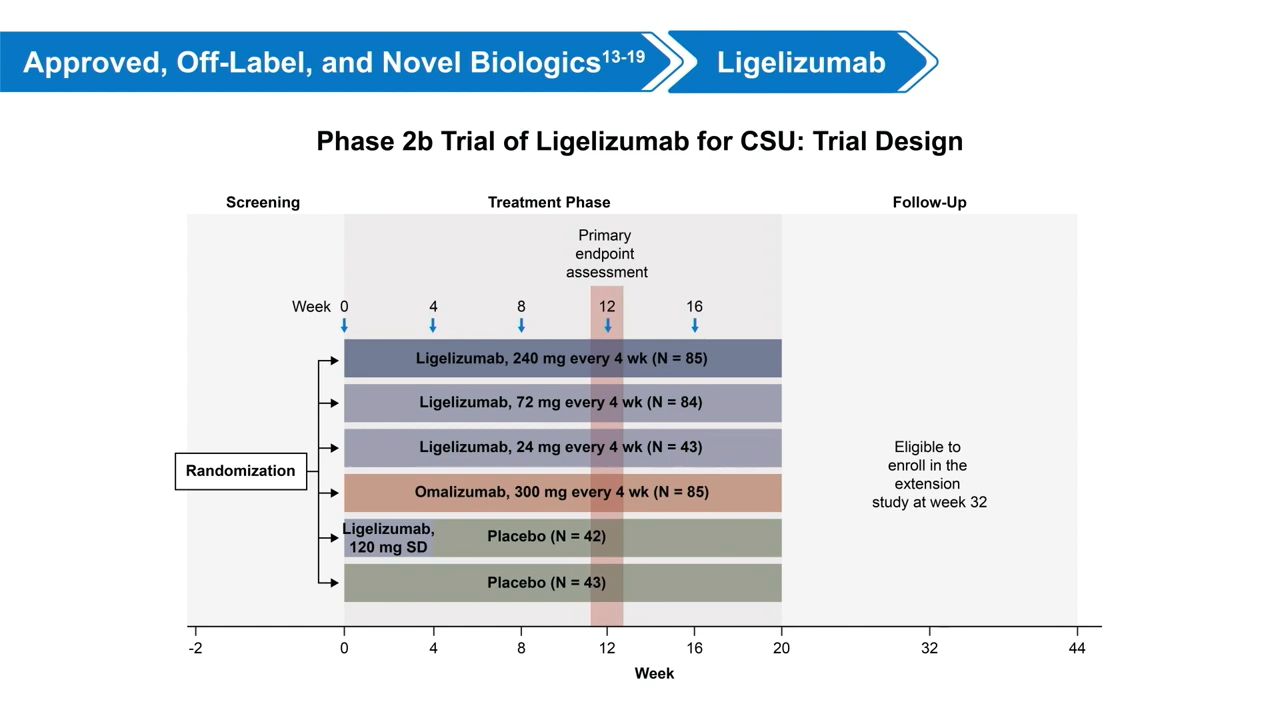 Approved, Off-Label, and Novel Biologics13-19
Ligelizumab
Phase 2b Trial of Ligelizumab for CSU: Trial Design
Screening
Treatment Phase
Follow-Up
Primary
endpoint
assessment
Week 0 4 8 12 16
Ligelizumab, 240 mg every 4 wk (N = 85)
Ligelizumab, 72 mg every 4 wk (N = 84)
Ligelizumab, 24 mg every 4 wk (N = 43)
Randomization
Omalizumab, 300 mg every 4 wk (N = 85)
Ligelizumab,
120 mg SD
Placebo (N = 42)
Placebo (N = 43)
Eligible to
enroll in the
extension
study at week 32
-2 0 4 8 12 16 20 32 44
Week